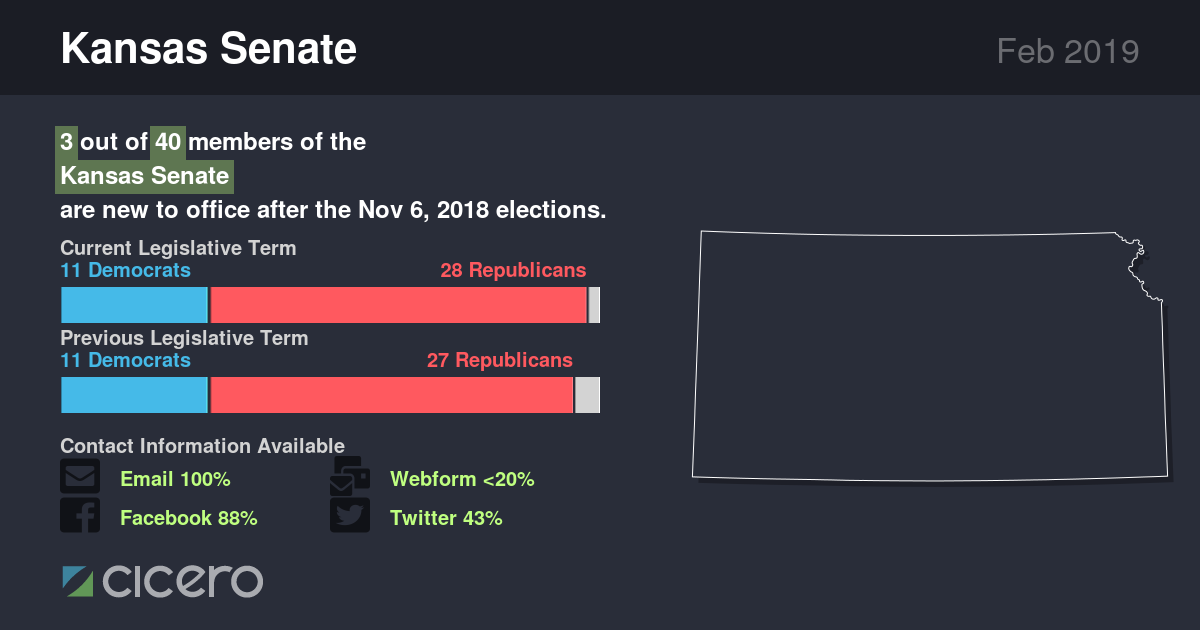 Kansas Senate
Feb 2019
3 out of 40 members of the
Kansas Senate
are new to office after the Nov 6, 2018 elections.
Current Legislative Term
11 Democrats
28 Republicans
Previous Legislative Term
11 Democrats
27 Republicans
Contact Information Available
Email 100%
Webform <20%
Facebook 88%
Twitter 43%
cicero